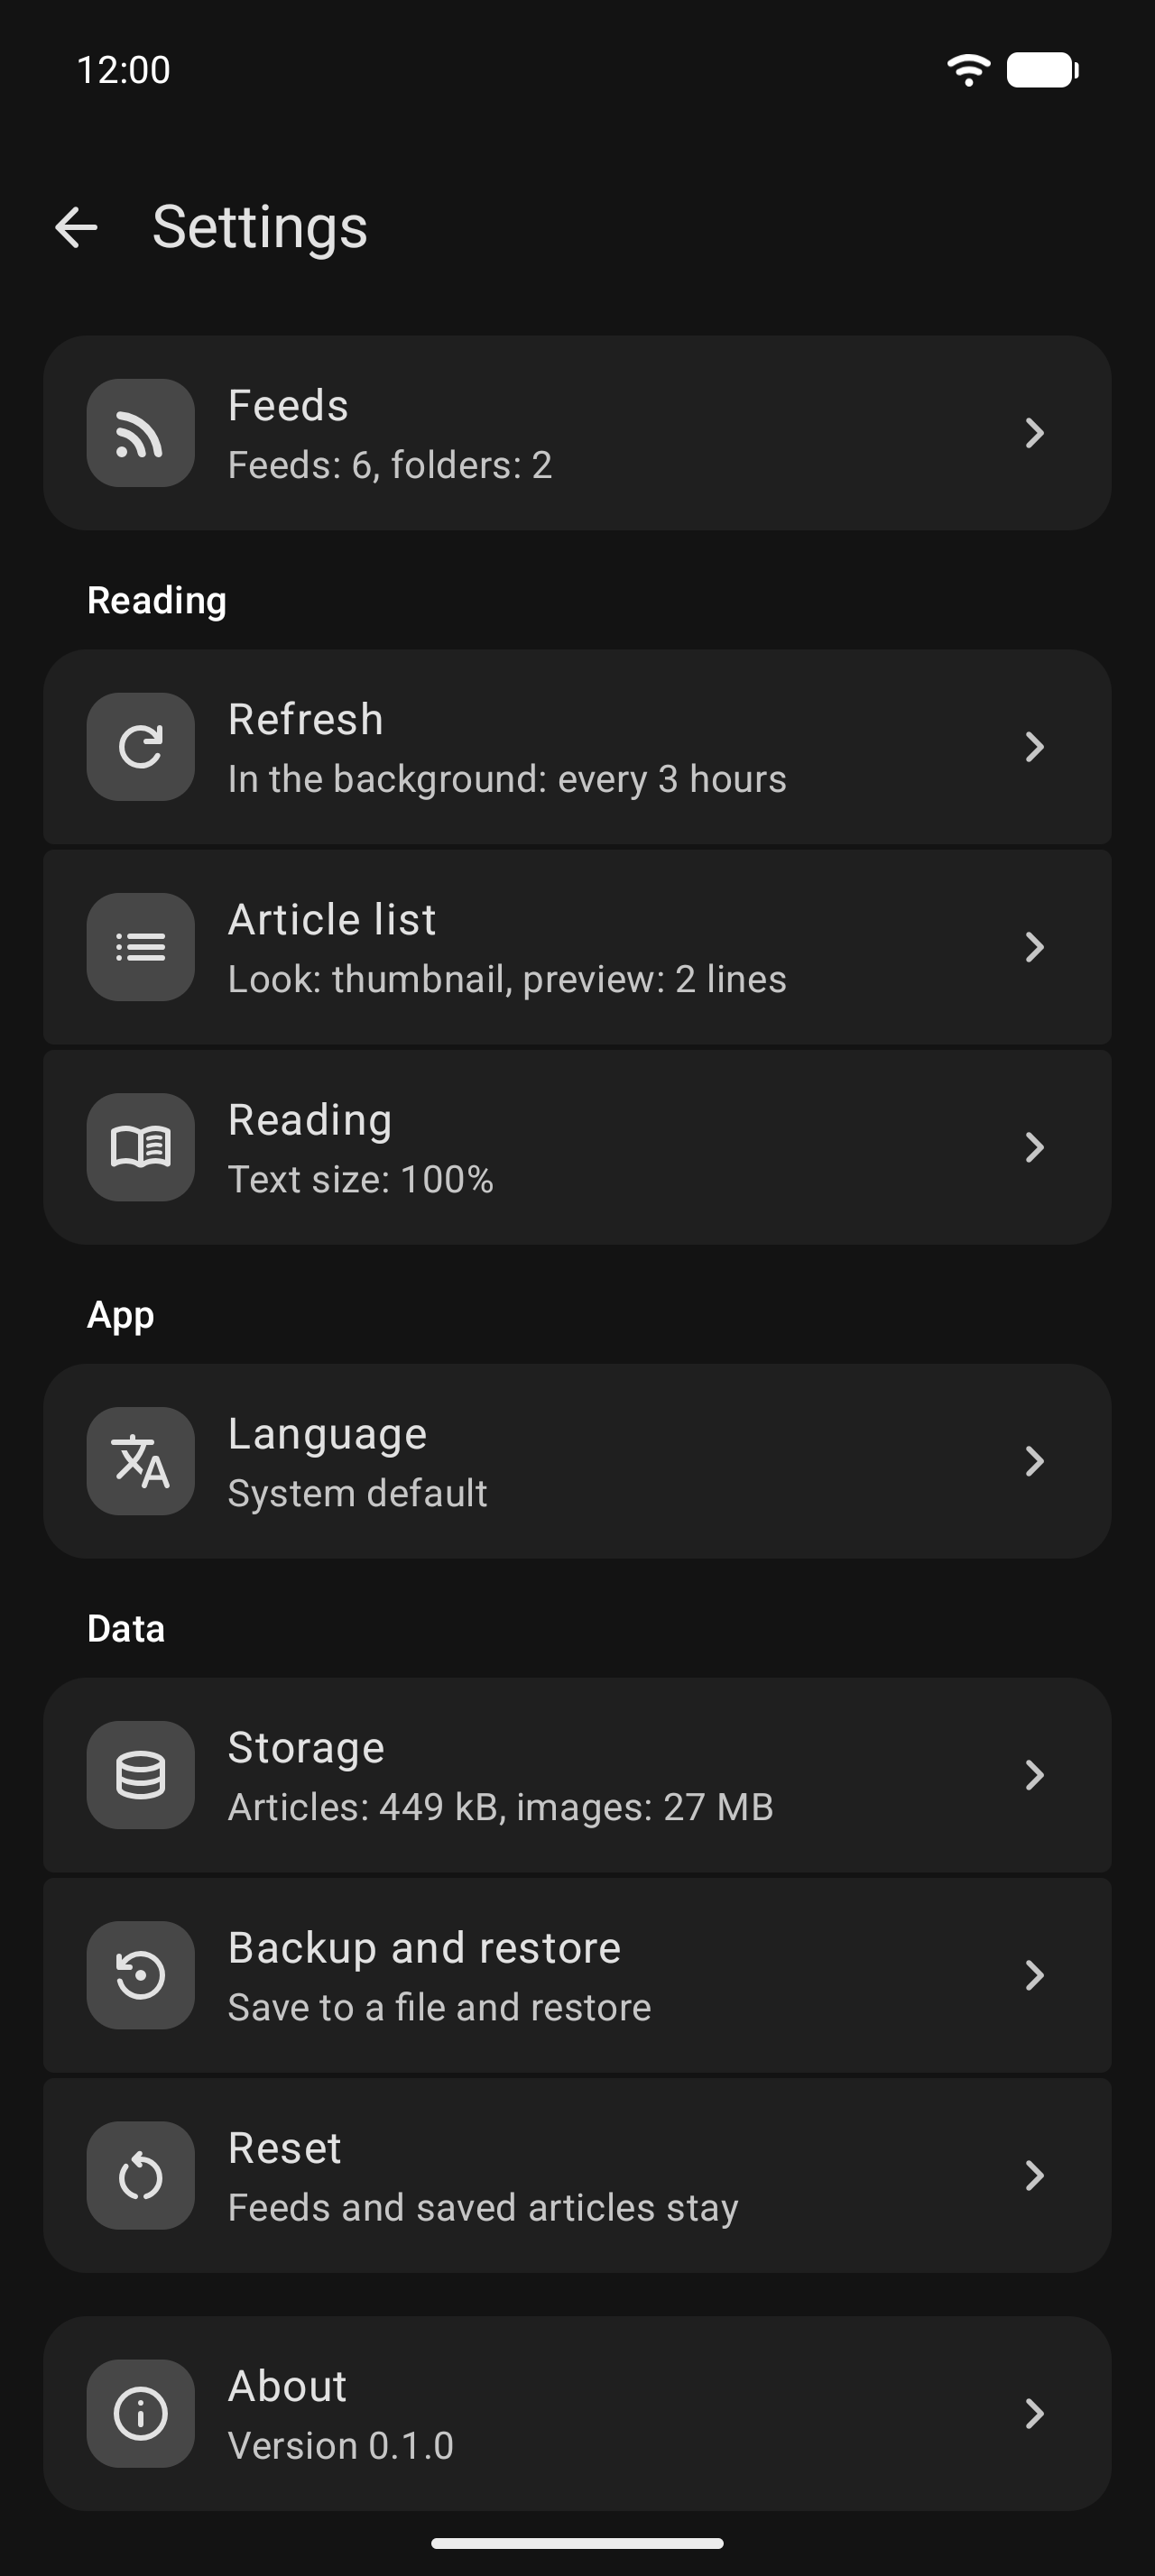 12:00
Settings
Feeds
Feeds: 6, folders: 2
Reading
Refresh
In the background: every 3 hours
Article list
Look: thumbnail, preview: 2 lines
Reading
Text size: 100%
App
Language
System default
Data
Storage
Articles: 449 kB, images: 27 MB
Backup and restore
Save to a file and restore
Reset
Feeds and saved articles stay
About
Version 0.1.0